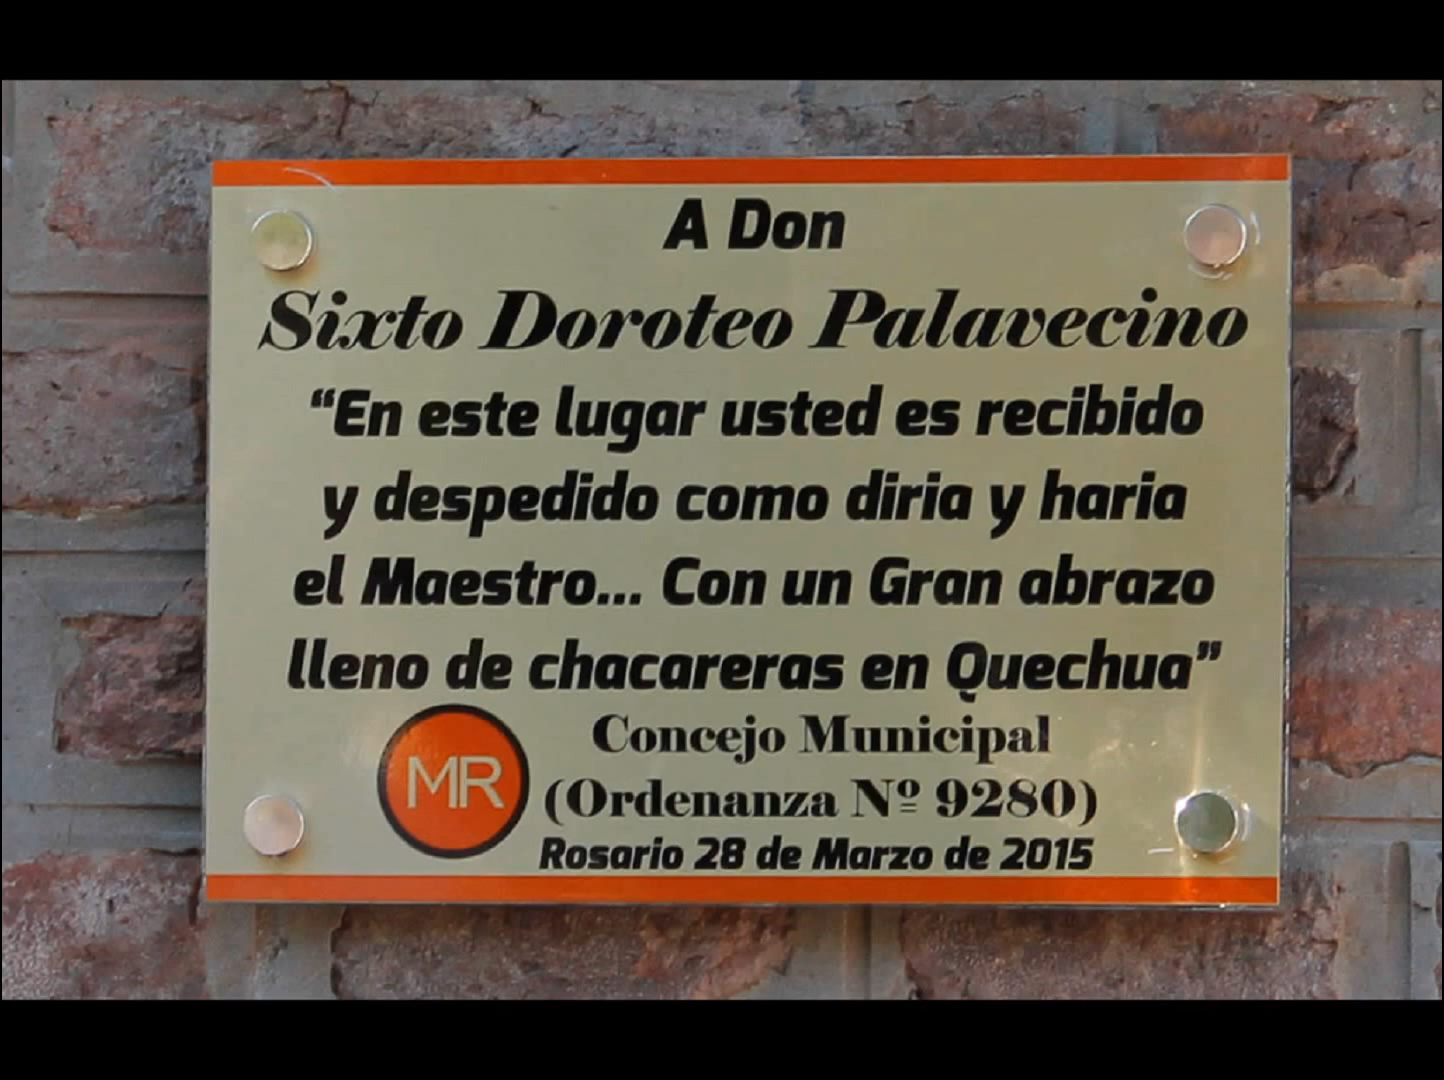 A Don
Sixto Doroteo Palavecino
“En este lugar usted es recibido
y despedido como diria y haria
el Maestro... Con un Gran abrazo
lleno de chacareras en Quechua”
MR
Concejo Municipal
(Ordenanza Nº 9280)
Rosario 28 de Marzo de 2015